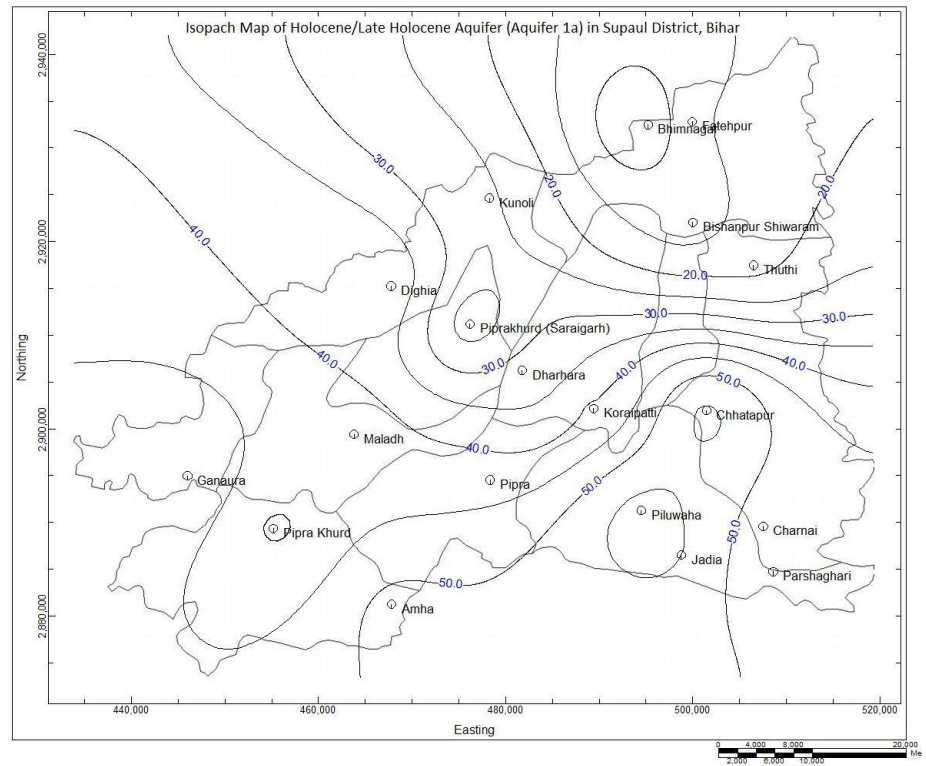 Isopach Map of Holocene/Late Holocene Aquifer (Aquifer 1a) in Supaul District, Bihar
2,940,000
Bhimnagar
Fatehpur
30.0
20.0
20.0
Kunoli
40.0
2,920,000
Bishanpur Shiwaram
20.0
Thuthi
Dighia
30.0
30.0
Piprakhurd (Saraigarh)
40.0
30.0
40.0
40.0
Dharhara
50.0
Northing
2,900,000
Koraipatti
Chhatapur
Maladh
40.0
Ganaura
Pipra
50.0
Piluwaha
Pipra Khurd
50.0
Charnai
Jadia
Parshaghari
50.0
2,880,000
Amha
440,000
460,000
480,000
500,000
520,000
Easting
0 4,000 8,000 20,000
Me
2,000 6,000 10,000